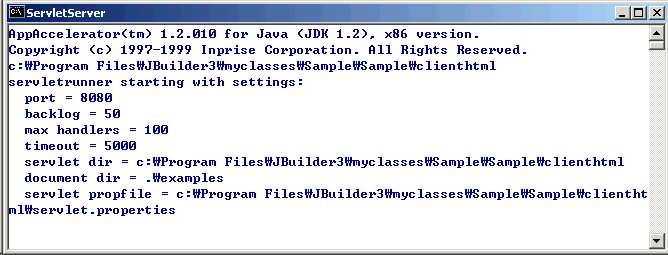 ServletServer
AppAccelerator(tm) 1.2.010 for Java (JDK 1.2), x86 version.
Copyright (c) 1997-1999 Inprise Corporation. All Rights Reserved.
c:₩Program Files₩JBuilder3₩myclasses₩Sample₩Sample₩clienthtml
servletrunner starting with settings:
  port = 8080
  backlog = 50
  max handlers = 100
  timeout = 5000
  servlet dir = c:₩Program Files₩JBuilder3₩myclasses₩Sample₩Sample₩clienthtml
  document dir = .₩examples
  servlet propfile = c:₩Program Files₩JBuilder3₩myclasses₩Sample₩Sample₩clientht
ml₩servlet.properties